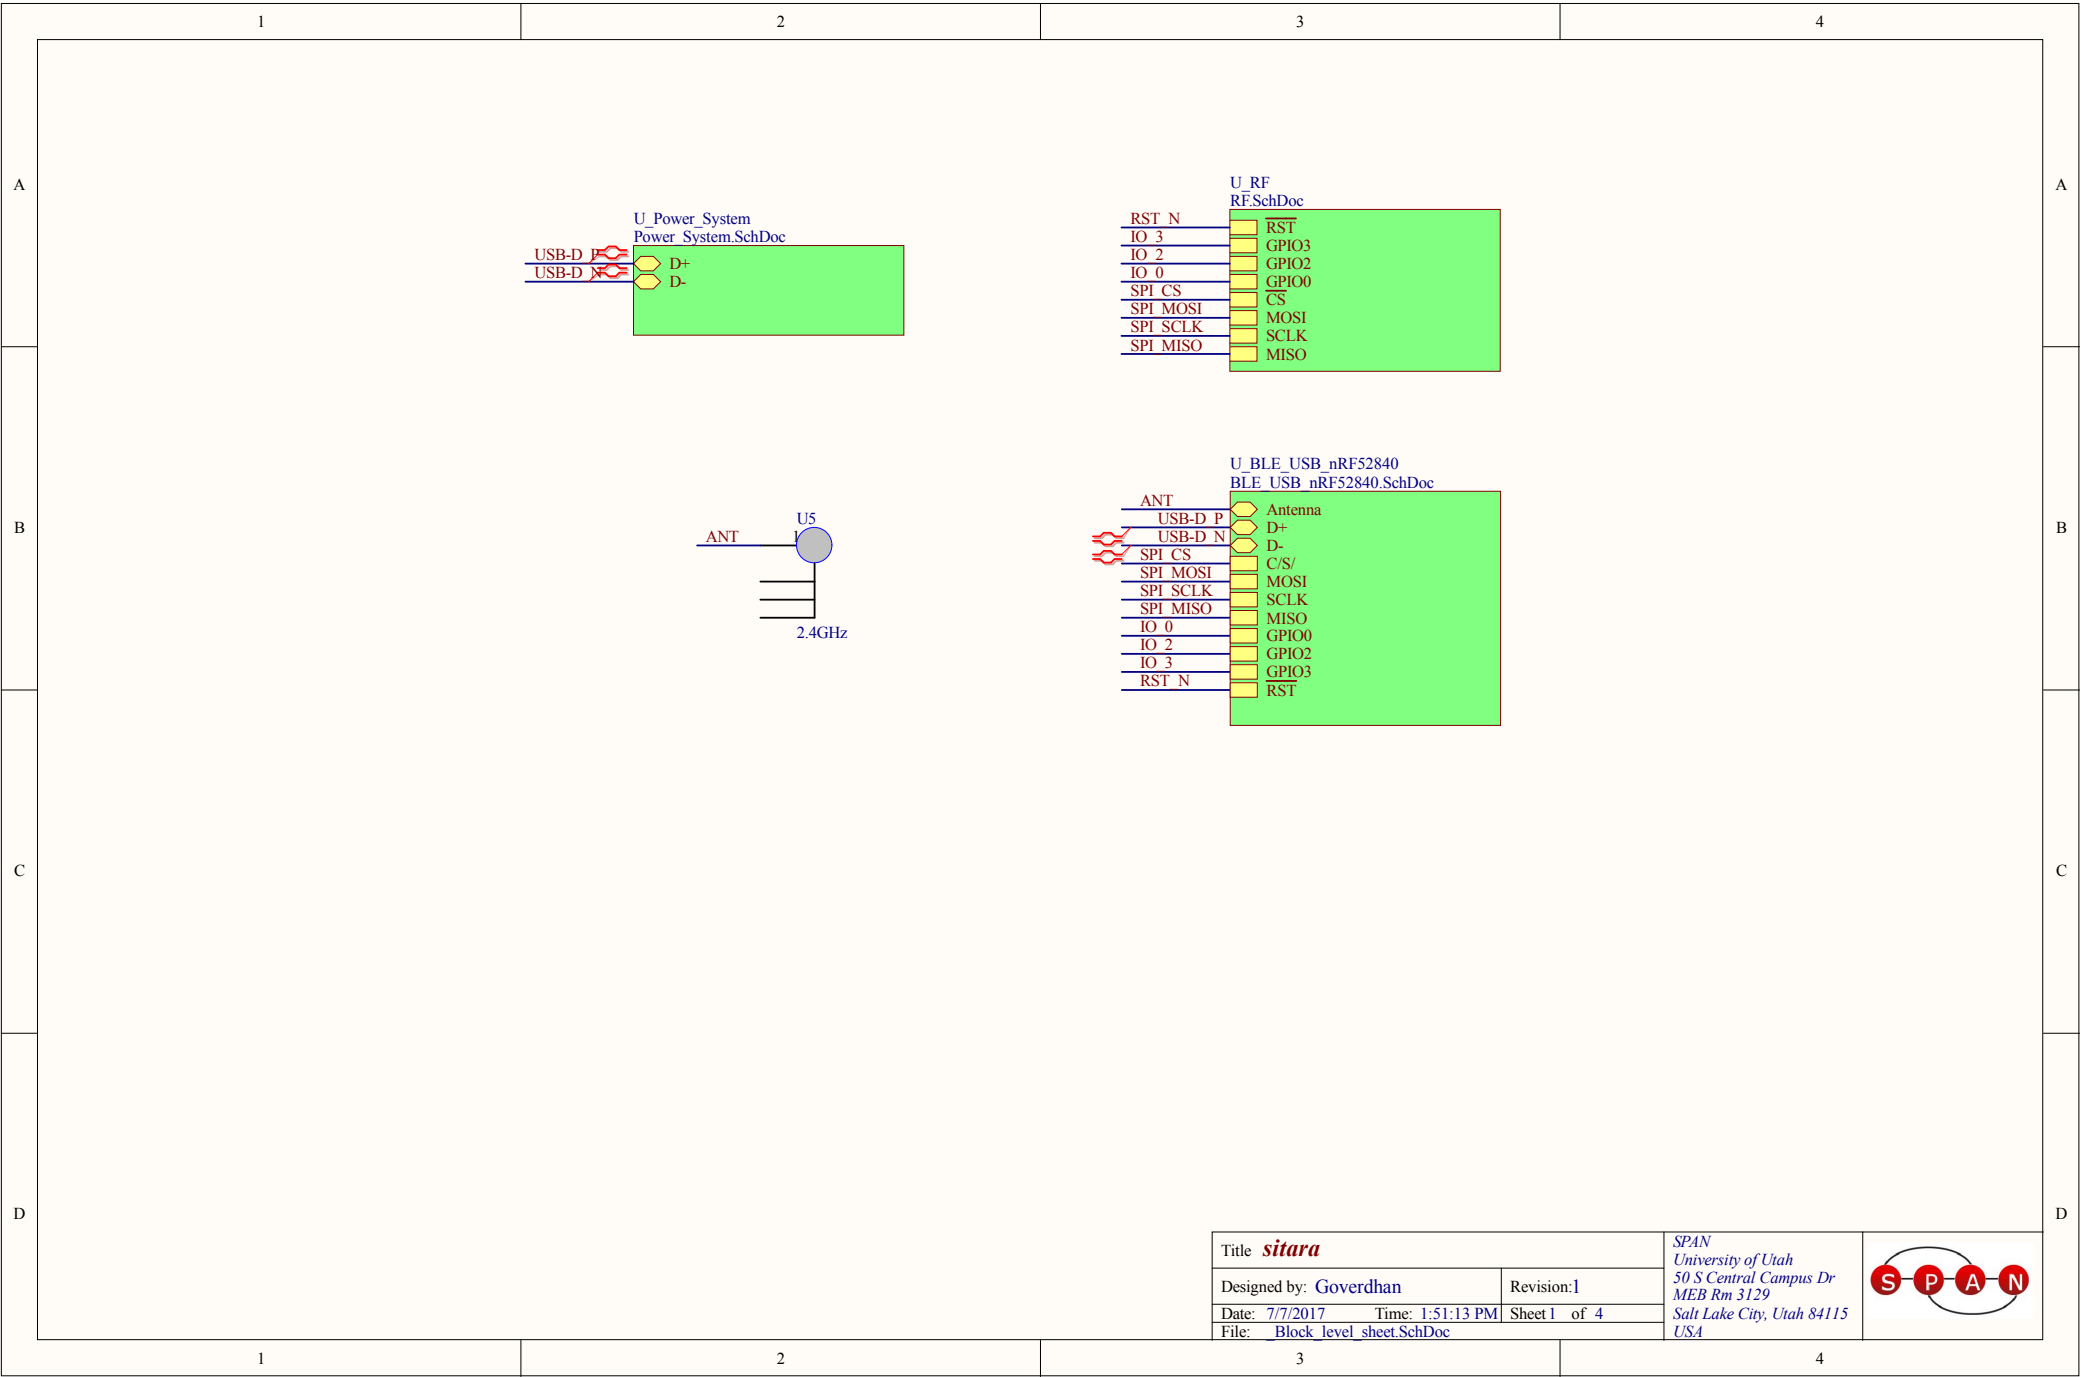 1 2 3 4
A A
U_Power_System
Power_System.SchDoc
USB-D_P D+
USB-D_N D-
U_RF
RF.SchDoc
RST_N RST
IO_3 GPIO3
IO_2 GPIO2
IO_0 GPIO0
SPI_CS CS
SPI_MOSI MOSI
SPI_SCLK SCLK
SPI_MISO MISO
B B
U5
ANT 1
2.4GHz
U_BLE_USB_nRF52840
BLE_USB_nRF52840.SchDoc
ANT Antenna
USB-D_P D+
USB-D_N D-
SPI_CS C/S/
SPI_MOSI MOSI
SPI_SCLK SCLK
SPI_MISO MISO
IO_0 GPIO0
IO_2 GPIO2
IO_3 GPIO3
RST_N RST
C C
D D
Title sitara
Designed by: Goverdhan Revision:1
Date: 7/7/2017 Time: 1:51:13 PM Sheet 1 of 4
File: _Block_level_sheet.SchDoc
SPAN
University of Utah
50 S Central Campus Dr
MEB Rm 3129
Salt Lake City, Utah 84115
USA
S P A N
1 2 3 4